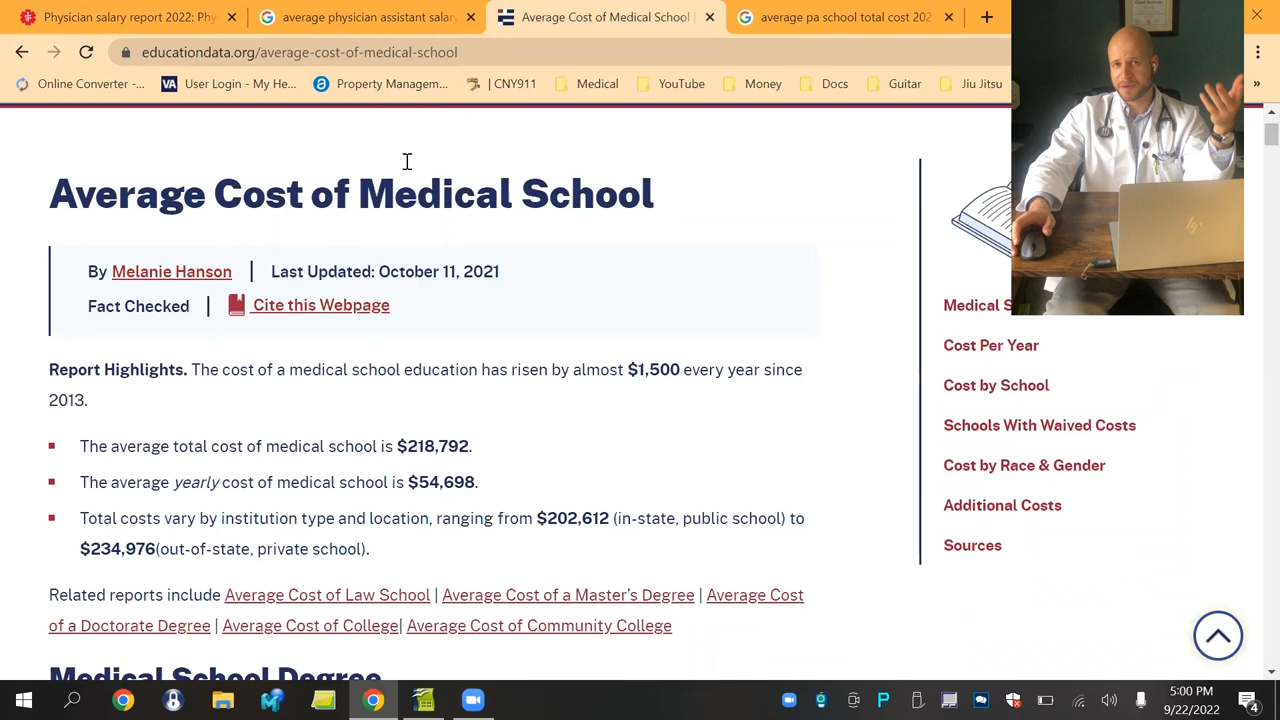 Physician salary report 2022: Phy
average physician assistant salary
Average Cost of Medical School
average pa school total cost 202
educationdata.org/average-cost-of-medical-school
Online Converter -...
VA
User Login - My He...
Property Managem...
| CNY911
Medical
YouTube
Money
Docs
Guitar
Jiu Jitsu
»
Average Cost of Medical School
By Melanie Hanson
Last Updated: October 11, 2021
Fact Checked
Cite this Webpage
Report Highlights. The cost of a medical school education has risen by almost $1,500 every year since
2013.
The average total cost of medical school is $218,792.
The average yearly cost of medical school is $54,698.
Total costs vary by institution type and location, ranging from $202,612 (in-state, public school) to
$234,976(out-of-state, private school).
Related reports include Average Cost of Law School | Average Cost of a Master's Degree | Average Cost
of a Doctorate Degree | Average Cost of College| Average Cost of Community College
Medical School Degree
Medical S
Cost Per Year
Cost by School
Schools With Waived Costs
Cost by Race & Gender
Additional Costs
Sources
hp
5:00 PM
9/22/2022
4